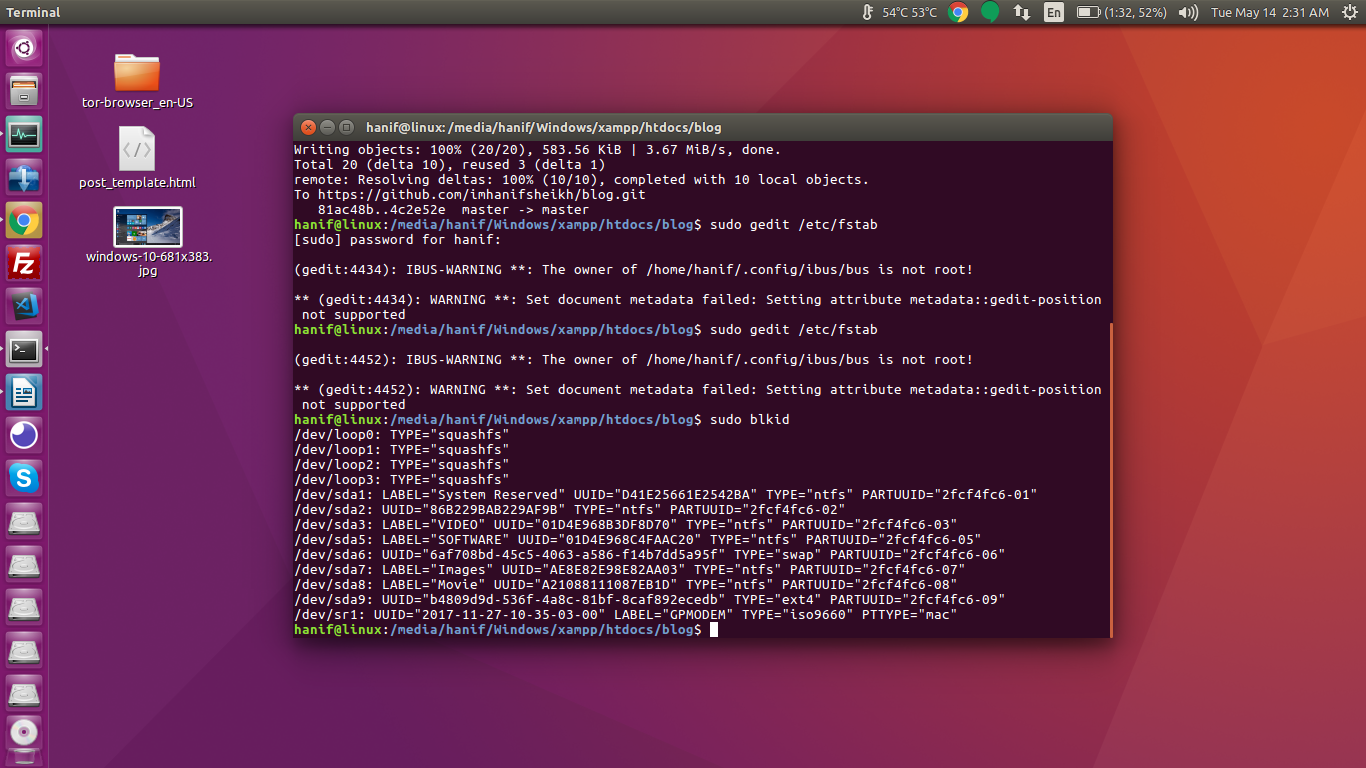 Terminal
54°C 53°C
En
(1:32, 52%)
Tue May 14 2:31 AM
tor-browser_en-US
post_template.html
windows-10-681x383.
jpg
hanif@linux: /media/hanif/Windows/xampp/htdocs/blog
Writing objects: 100% (20/20), 583.56 KiB | 3.67 MiB/s, done.
Total 20 (delta 10), reused 3 (delta 1)
remote: Resolving deltas: 100% (10/10), completed with 10 local objects.
To https://github.com/imhanifsheikh/blog.git
   81ac48b..4c2e52e  master -> master
hanif@linux:/media/hanif/Windows/xampp/htdocs/blog$ sudo gedit /etc/fstab
[sudo] password for hanif:
(gedit:4434): IBUS-WARNING **: The owner of /home/hanif/.config/ibus/bus is not root!
** (gedit:4434): WARNING **: Set document metadata failed: Setting attribute metadata::gedit-position
 not supported
hanif@linux:/media/hanif/Windows/xampp/htdocs/blog$ sudo gedit /etc/fstab
(gedit:4452): IBUS-WARNING **: The owner of /home/hanif/.config/ibus/bus is not root!
** (gedit:4452): WARNING **: Set document metadata failed: Setting attribute metadata::gedit-position
 not supported
hanif@linux:/media/hanif/Windows/xampp/htdocs/blog$ sudo blkid
/dev/loop0: TYPE="squashfs"
/dev/loop1: TYPE="squashfs"
/dev/loop2: TYPE="squashfs"
/dev/loop3: TYPE="squashfs"
/dev/sda1: LABEL="System Reserved" UUID="D41E25661E2542BA" TYPE="ntfs" PARTUUID="2fcf4fc6-01"
/dev/sda2: UUID="86B229BAB229AF9B" TYPE="ntfs" PARTUUID="2fcf4fc6-02"
/dev/sda3: LABEL="VIDEO" UUID="01D4E968B3DF8D70" TYPE="ntfs" PARTUUID="2fcf4fc6-03"
/dev/sda5: LABEL="SOFTWARE" UUID="01D4E968C4FAAC20" TYPE="ntfs" PARTUUID="2fcf4fc6-05"
/dev/sda6: UUID="6af708bd-45c5-4063-a586-f14b7dd5a95f" TYPE="swap" PARTUUID="2fcf4fc6-06"
/dev/sda7: LABEL="Images" UUID="AE8E82E98E82AA03" TYPE="ntfs" PARTUUID="2fcf4fc6-07"
/dev/sda8: LABEL="Movie" UUID="A21088111087EB1D" TYPE="ntfs" PARTUUID="2fcf4fc6-08"
/dev/sda9: UUID="b4809d9d-536f-4a8c-81bf-8caf892ecedb" TYPE="ext4" PARTUUID="2fcf4fc6-09"
/dev/sr1: UUID="2017-11-27-10-35-03-00" LABEL="GPMODEM" TYPE="iso9660" PTTYPE="mac"
hanif@linux:/media/hanif/Windows/xampp/htdocs/blog$